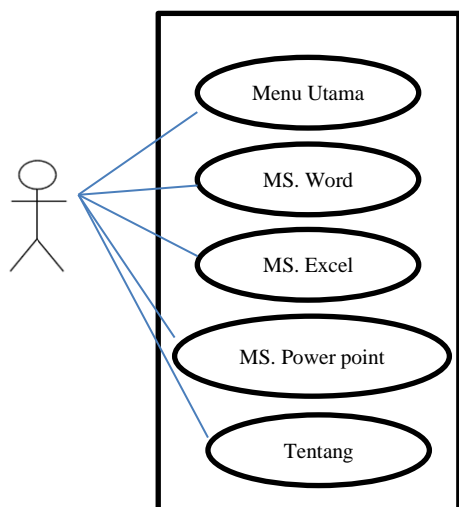 Menu Utama
MS. Word
MS. Excel
MS. Power point
Tentang